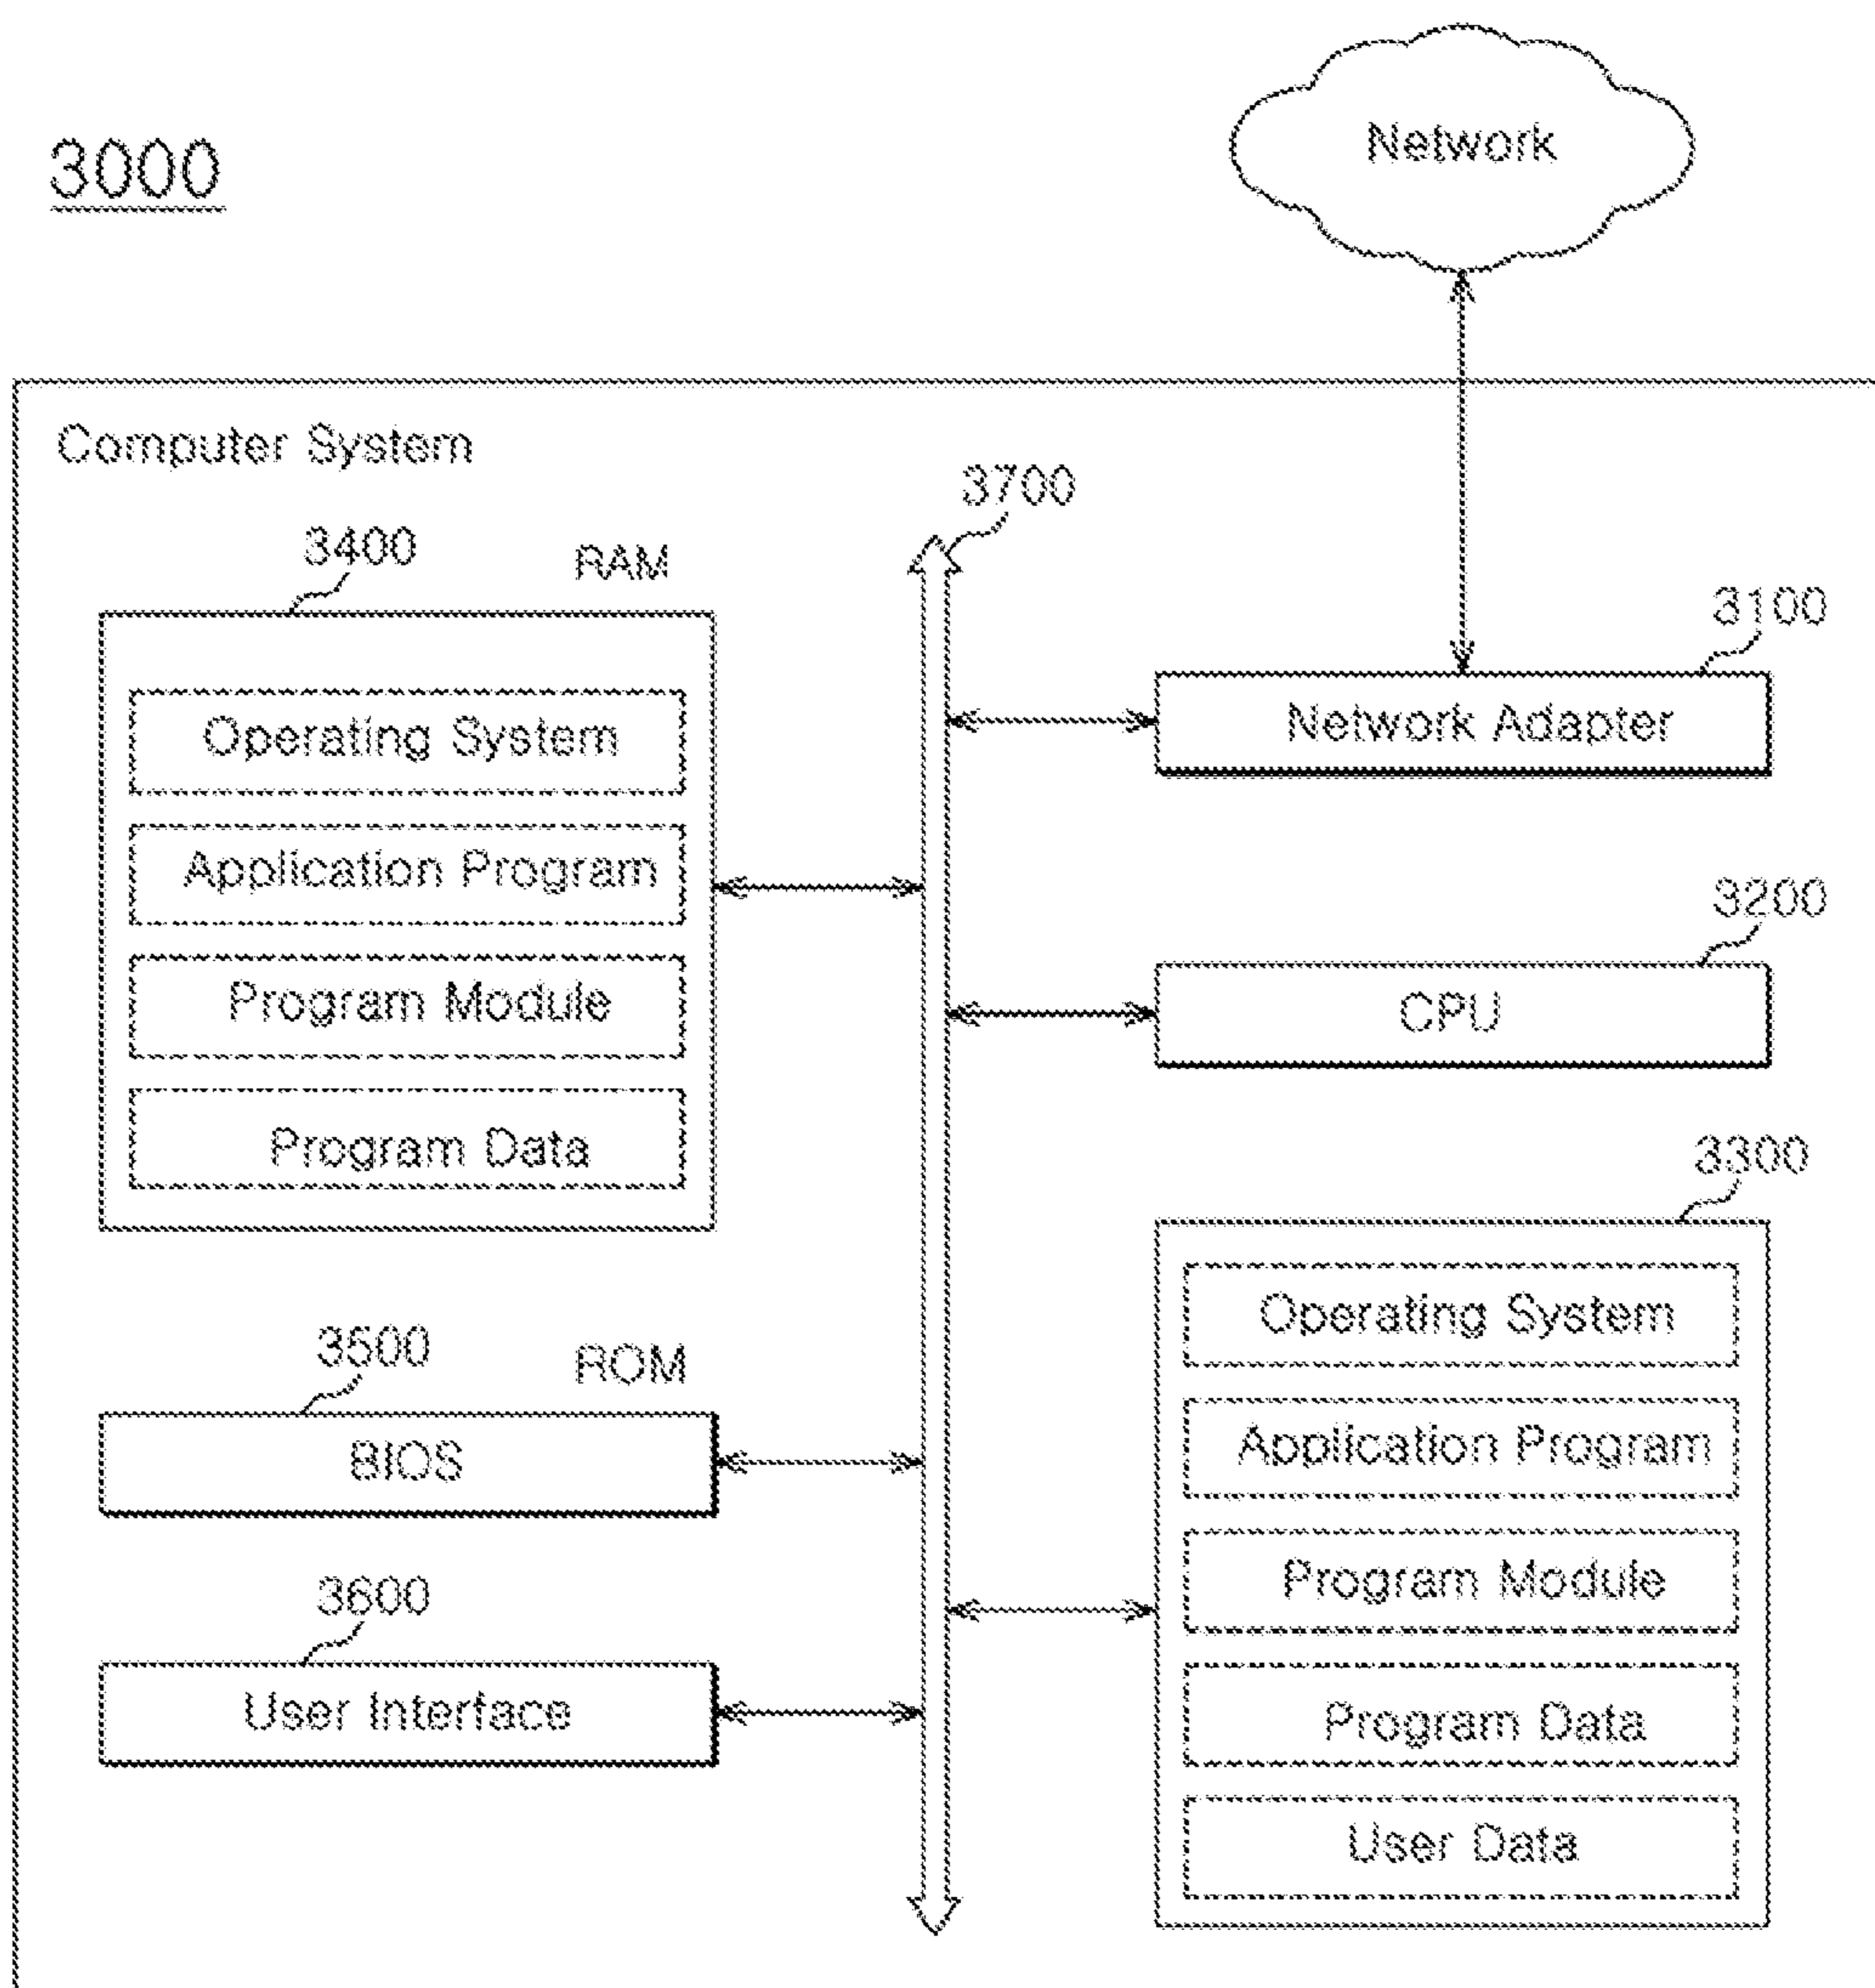 3000
Network
Computer System
3700
3400
RAM
Operating System
Application Program
Program Module
Program Data
3100
Network Adapter
3200
CPU
3300
Operating System
Application Program
Program Module
Program Data
User Data
3500
ROM
BIOS
3600
User Interface